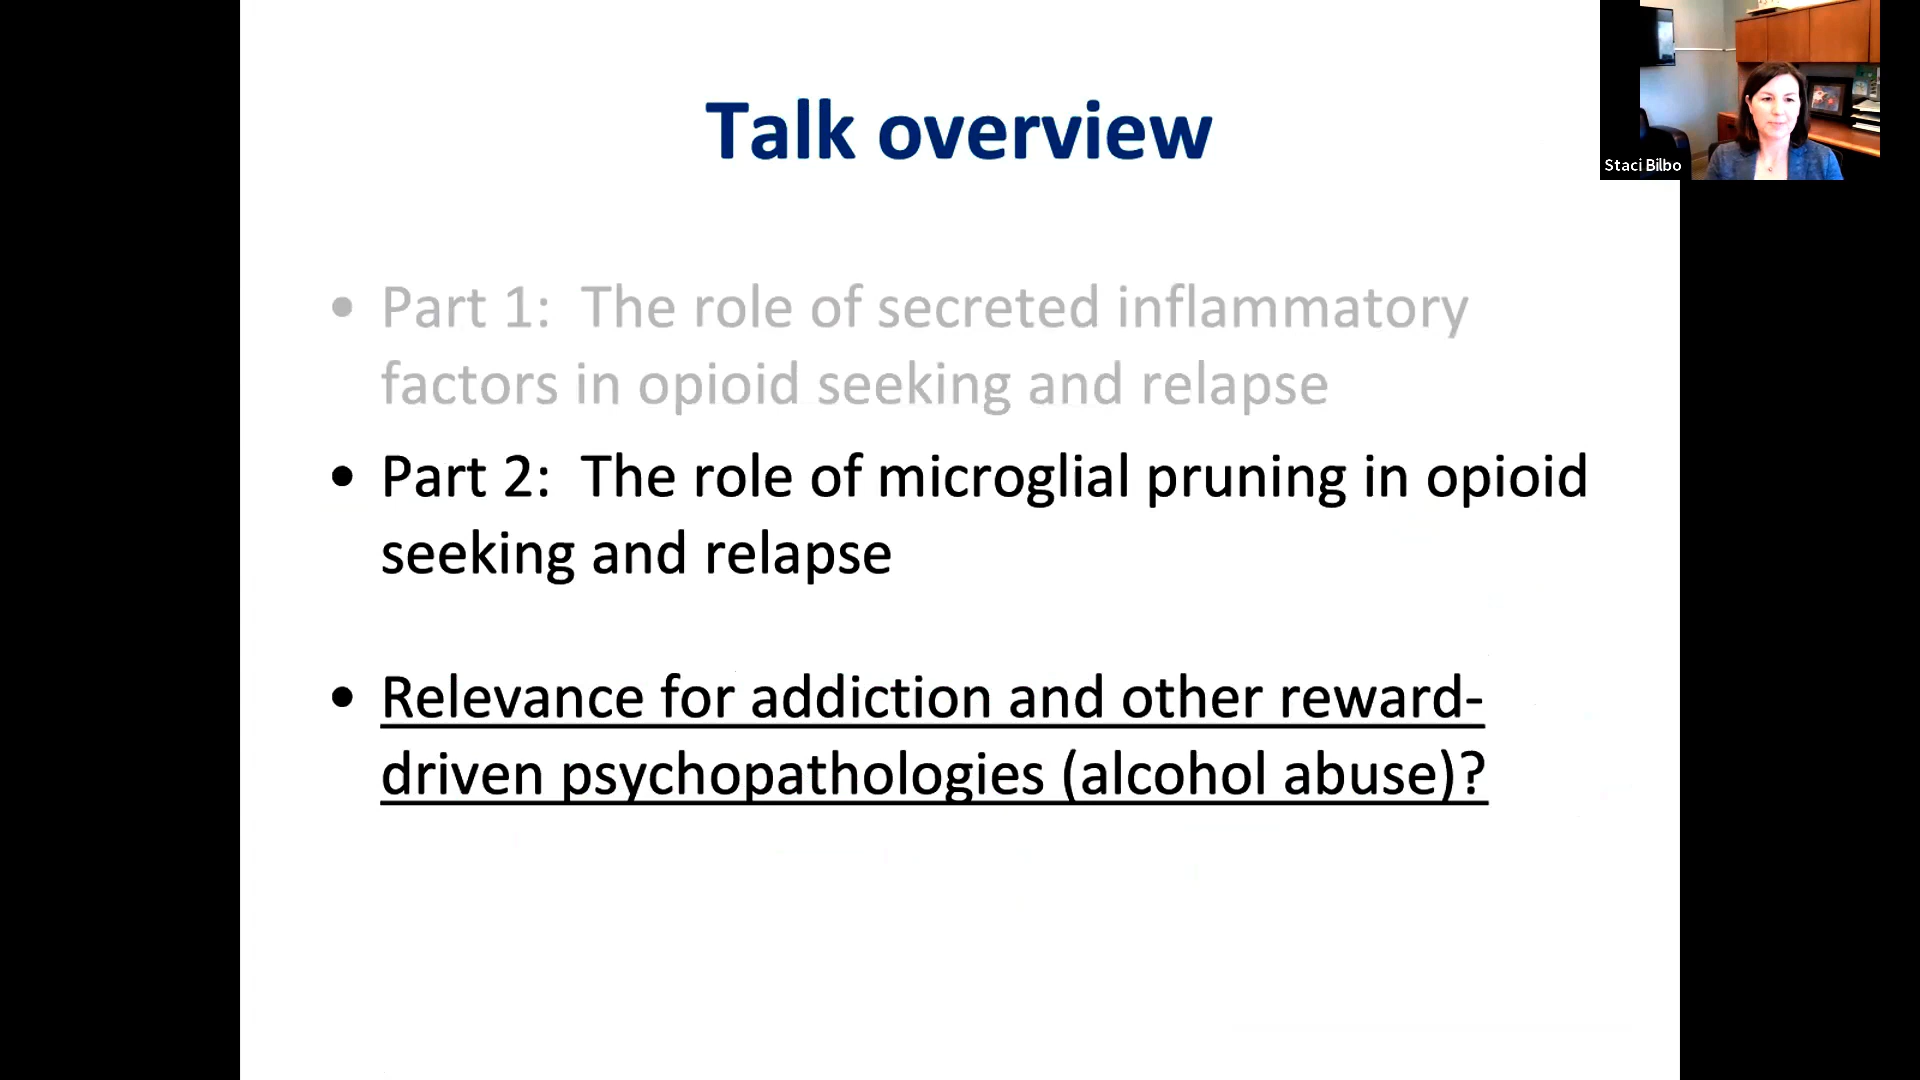 Talk overview
Staci Bilbo
• Part 1:  The role of secreted inflammatory
factors in opioid seeking and relapse
• Part 2:  The role of microglial pruning in opioid
seeking and relapse
• Relevance for addiction and other reward-
driven psychopathologies (alcohol abuse)?